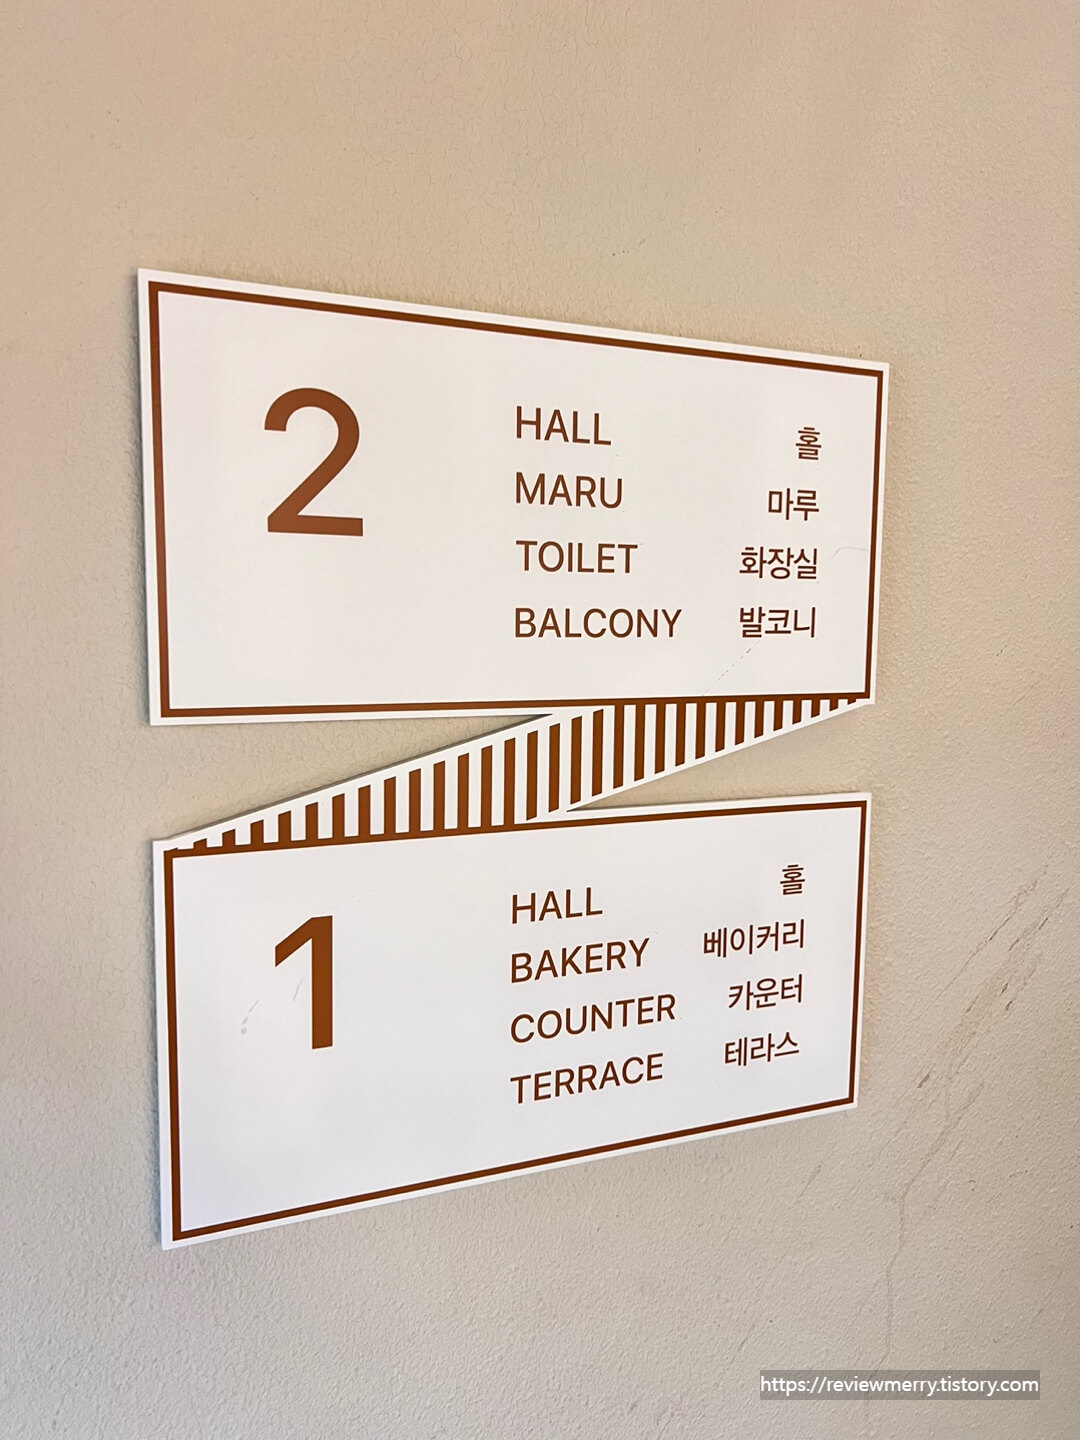 2
HALL 홀
MARU 마루
TOILET 화장실
BALCONY 발코니
1
HALL 홀
BAKERY 베이커리
COUNTER 카운터
TERRACE 테라스
https://reviewmerry.tistory.com